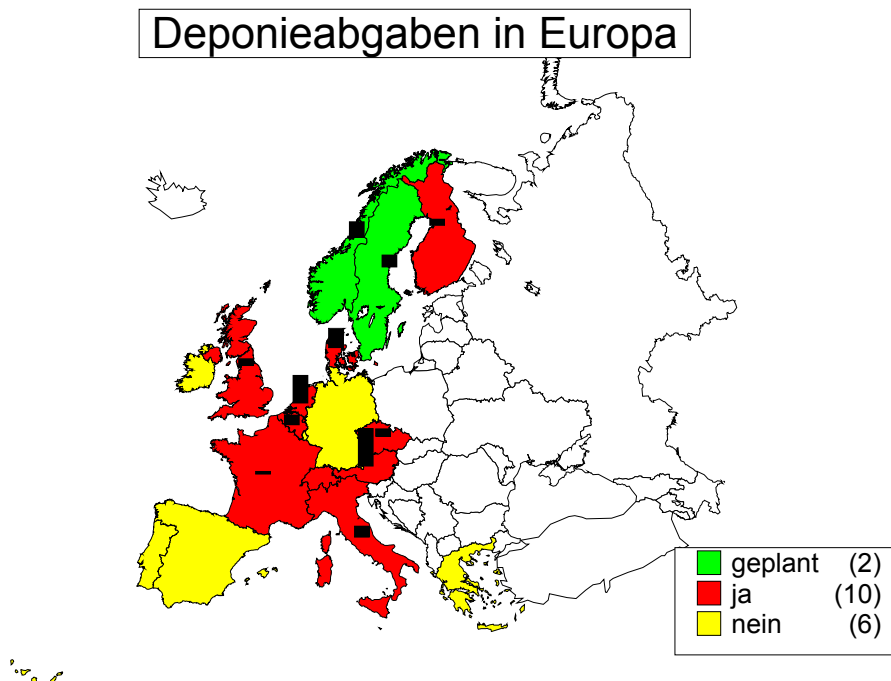 Deponieabgaben in Europa
geplant (2)
ja (10)
nein (6)